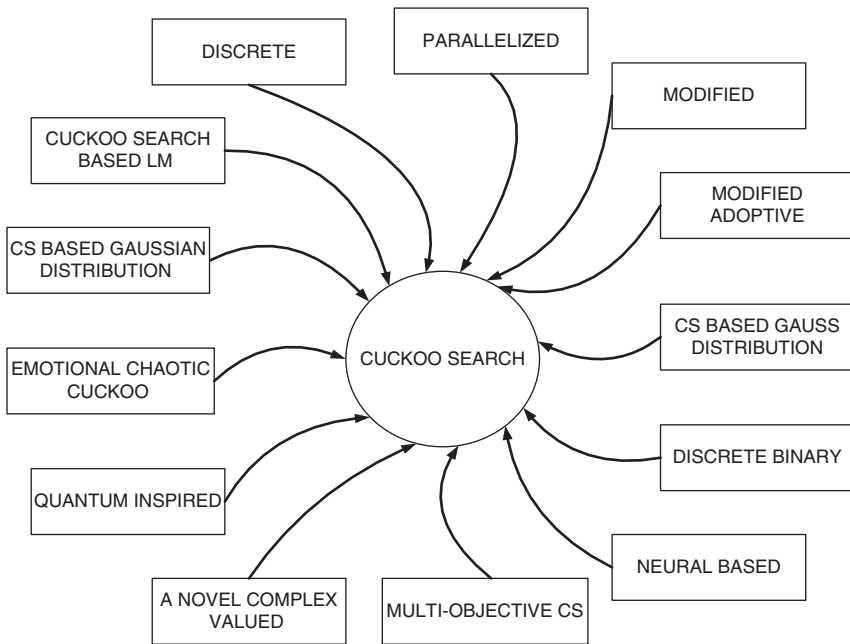 DISCRETE
PARALLELIZED
MODIFIED
CUCKOO SEARCH
BASED LM
MODIFIED
ADOPTIVE
CS BASED GAUSSIAN
DISTRIBUTION
CS BASED GAUSS
DISTRIBUTION
CUCKOO SEARCH
EMOTIONAL CHAOTIC
CUCKOO
DISCRETE BINARY
QUANTUM INSPIRED
NEURAL BASED
A NOVEL COMPLEX
VALUED
MULTI-OBJECTIVE CS